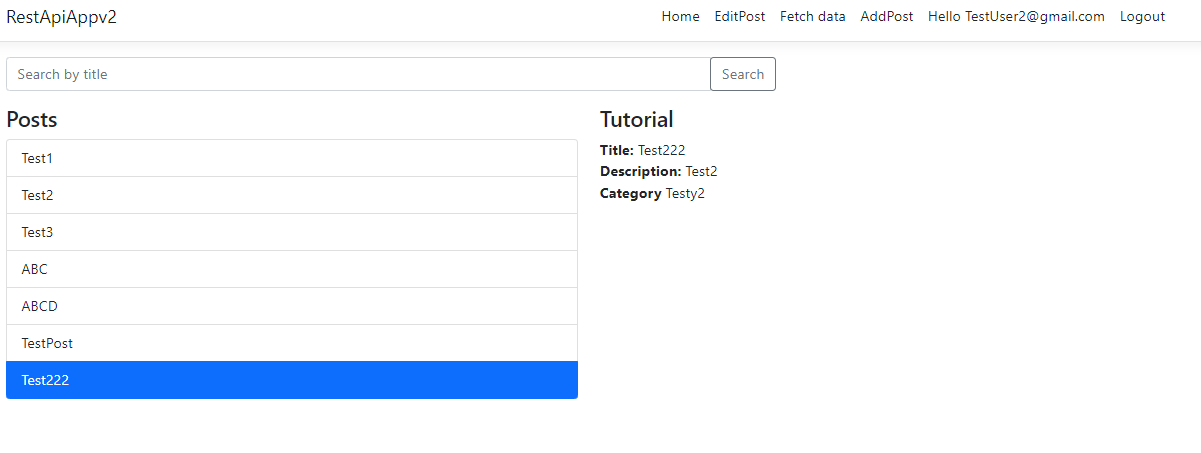 RestApiAppv2 Home EditPost Fetch data AddPost Hello TestUser2@gmail.com Logout
Search by title Search
Posts
Test1
Test2
Test3
ABC
ABCD
TestPost
Test222
Tutorial
Title: Test222
Description: Test2
Category Testy2